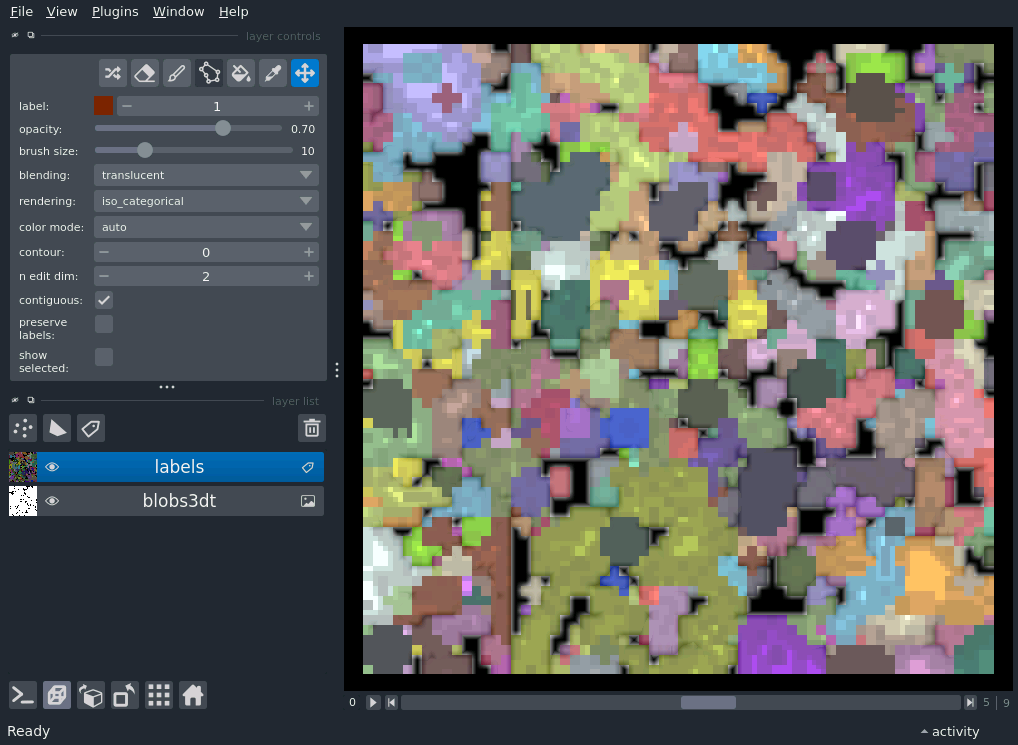 File View Plugins Window Help
layer controls
label: 1
opacity: 0.70
brush size: 10
blending: translucent
rendering: iso_categorical
color mode: auto
contour: 0
n edit dim: 2
contiguous:
preserve
labels:
show
selected:
layer list
labels
blobs3dt
0 5 | 9
Ready activity